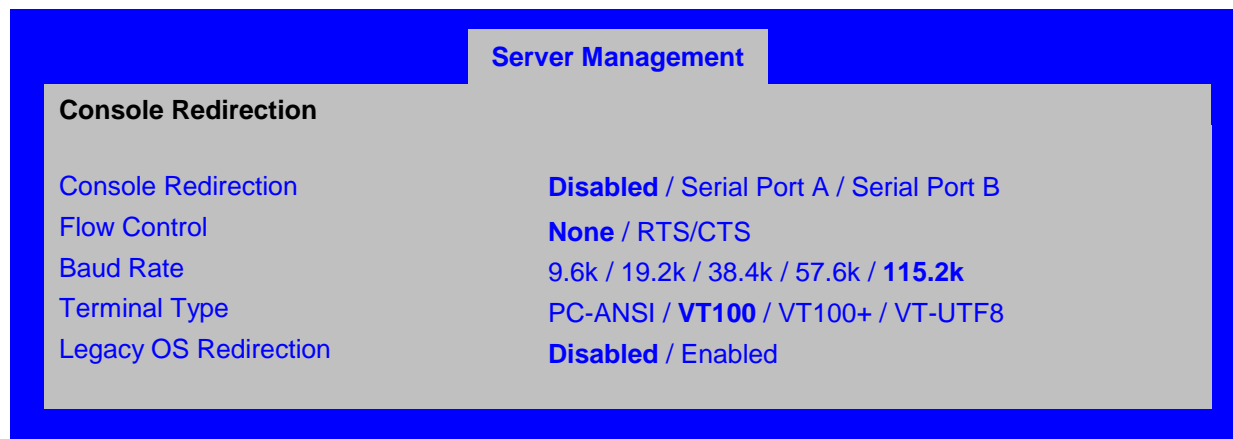 Server Management
Console Redirection
Console Redirection Disabled / Serial Port A / Serial Port B
Flow Control None / RTS/CTS
Baud Rate 9.6k / 19.2k / 38.4k / 57.6k / 115.2k
Terminal Type PC-ANSI / VT100 / VT100+ / VT-UTF8
Legacy OS Redirection Disabled / Enabled